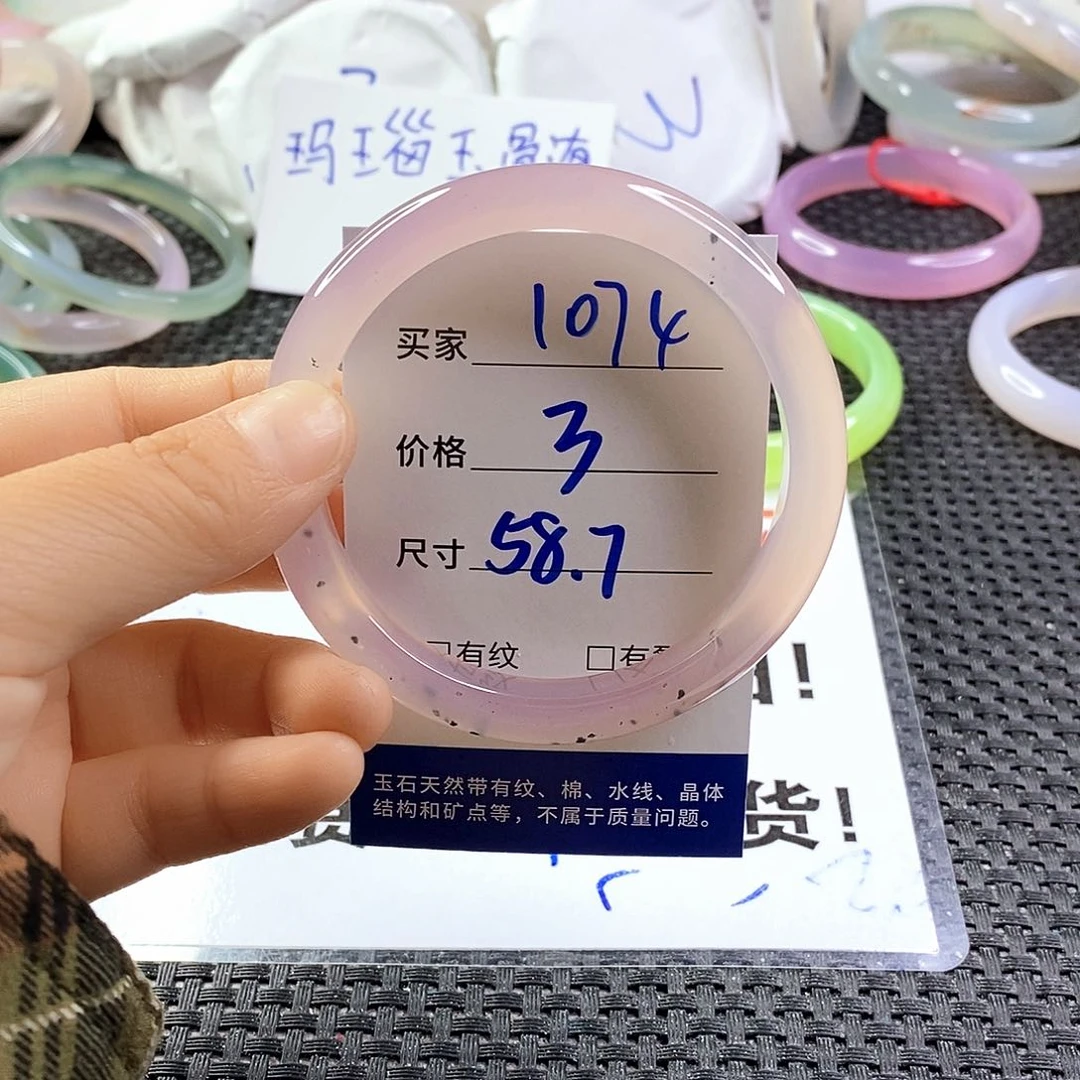 玛瑙玉骨髓
买家 1074
价格 3
尺寸 58.7
□有纹 □有
玉石天然带有纹、棉、水线、晶体
结构和矿点等，不属于质量问题。
货！